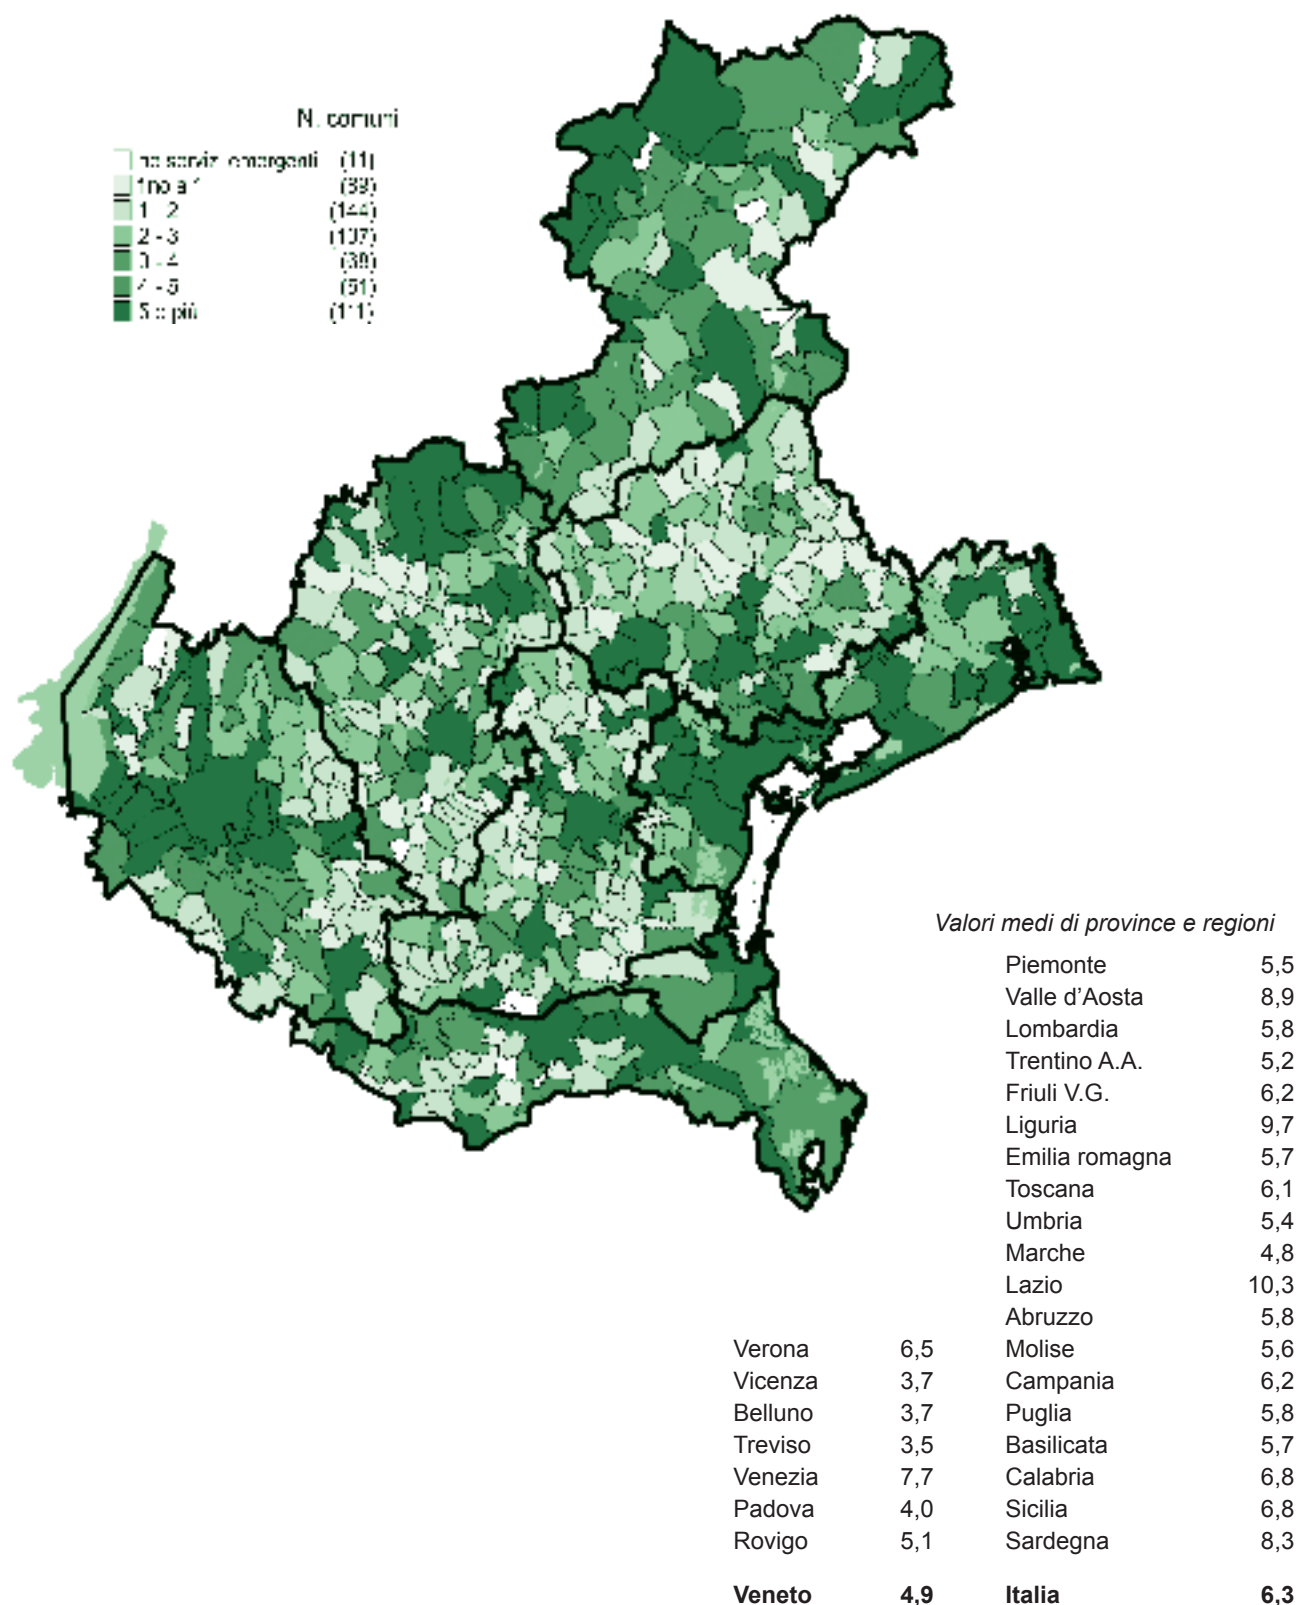 N. comuni
(11)
1 - 2 (144)
2 - 3
(111)
Valori medi di province e regioni
Piemonte 5,5
Valle d’Aosta 8,9
Lombardia 5,8
Trentino A.A. 5,2
Friuli V.G. 6,2
Liguria 9,7
Emilia romagna 5,7
Toscana 6,1
Umbria 5,4
Marche 4,8
Lazio 10,3
Abruzzo 5,8
Verona 6,5 Molise 5,6
Vicenza 3,7 Campania 6,2
Belluno 3,7 Puglia 5,8
Treviso 3,5 Basilicata 5,7
Venezia 7,7 Calabria 6,8
Padova 4,0 Sicilia 6,8
Rovigo 5,1 Sardegna 8,3
Veneto 4,9 Italia 6,3